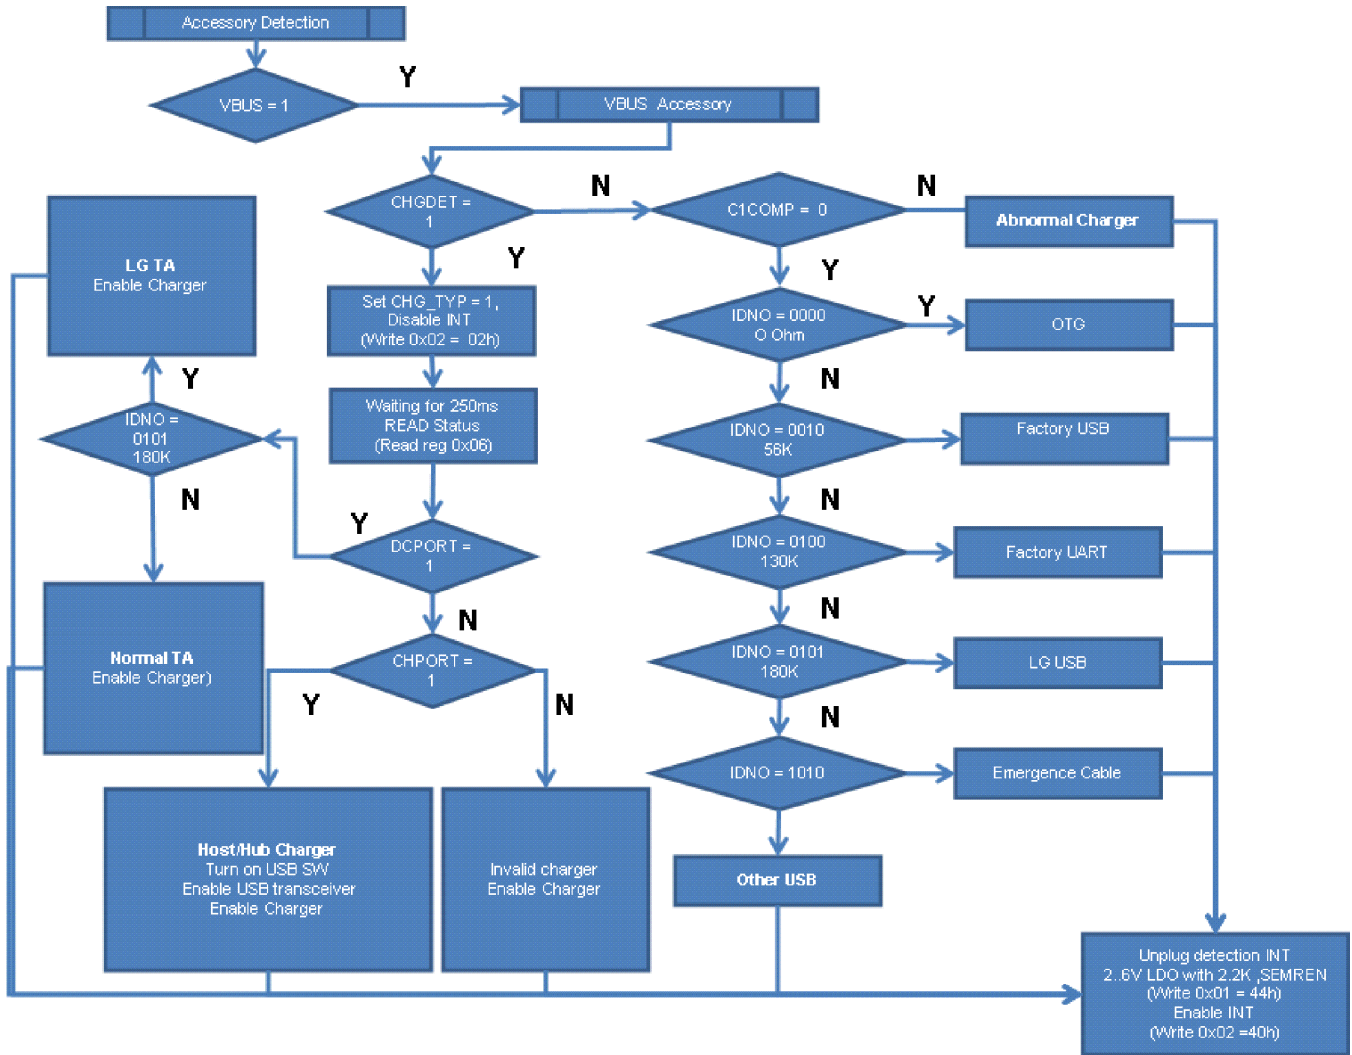 Accessory Detection
VBUS = 1
Y
VBUS  Accessory
CHGDET =
1
N
C1COMP =  0
N
Abnormal Charger
Y
Y
LG TA
Enable Charger
Set CHG_TYP = 1,
Disable INT
(Write 0x02 =  02h)
IDNO = 0000
O Ohm
Y
OTG
Y
N
Waiting for 250ms
READ Status
(Read reg 0x06)
IDNO =
0101
180K
IDNO = 0010
56K
Factory USB
N
N
Y
DCPORT =
1
IDNO = 0100
130K
Factory UART
N
N
Normal TA
Enable Charger)
CHPORT =
1
IDNO = 0101
180K
LG USB
Y
N
N
IDNO = 1010
Emergence Cable
Host/Hub Charger
Turn on USB SW
Enable USB transceiver
Enable Charger
Invalid charger
Enable Charger
Other USB
Unplug detection INT
2..6V LDO with 2.2K ,SEMREN
(Write 0x01 = 44h)
Enable INT
(Write 0x02 =40h)